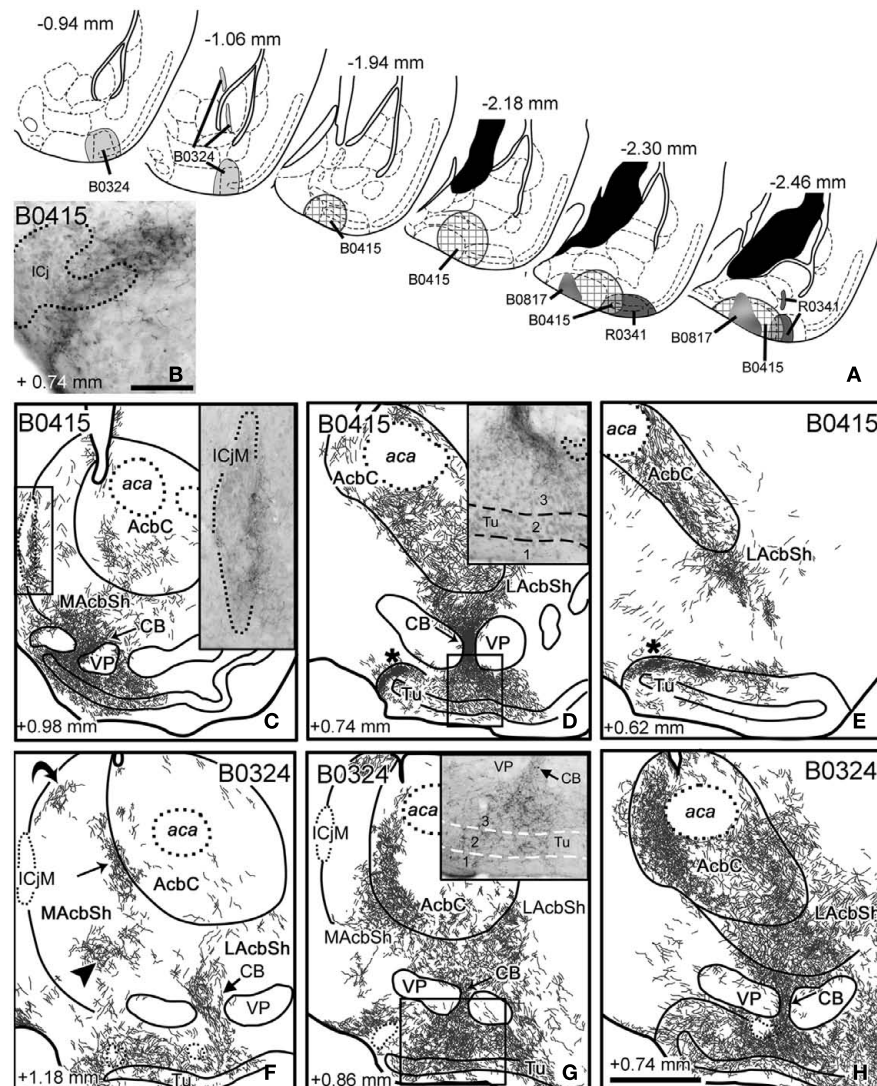 -0.94 mm
-1.06 mm
-1.94 mm
-2.18 mm
-2.30 mm
-2.46 mm
B0324
B0324
B0415
B0415
B0817
B0415
R0341
R0341
B0817
B0415
A
B0415
ICj
+ 0.74 mm
B
B0415
ICjM
aca
AcbC
MAcbSh
CB
VP
+0.98 mm
C
B0415
aca
AcbC
3
Tu
2
1
LAcbSh
CB
VP
*
Tu
+0.74 mm
D
B0415
aca
AcbC
LAcbSh
*
Tu
+0.62 mm
E
B0324
aca
ICjM
AcbC
MAcbSh
LAcbSh
CB
VP
Tu
+1.18 mm
F
B0324
VP
CB
3
2
Tu
1
aca
ICjM
AcbC
LAcbSh
MAcbSh
VP
CB
Tu
+0.86 mm
G
B0324
aca
AcbC
LAcbSh
VP
CB
+0.74 mm
H